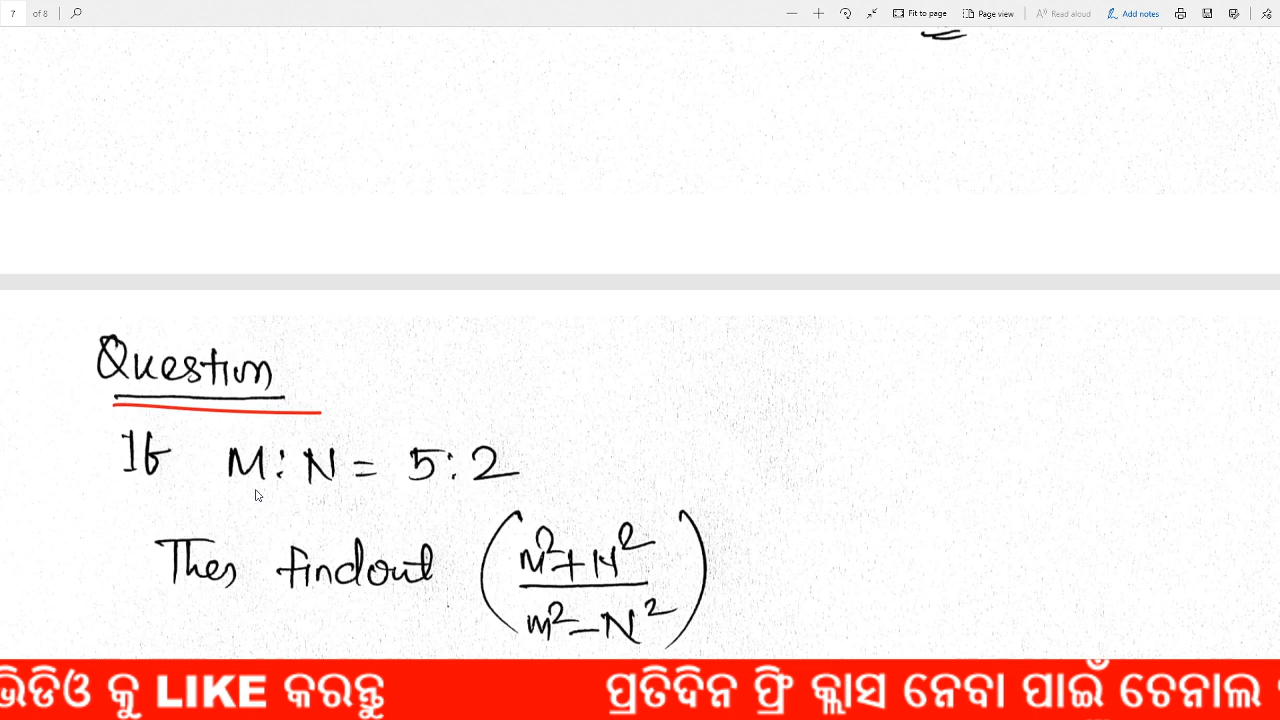 7 of 8 Fit to page Page view Read aloud Add notes
Question
If M : N = 5 : 2
Then findout (M²+N² / M²-N²)
ଭିଡିଓ କୁ LIKE କରନ୍ତୁ ପ୍ରତିଦିନ ଫ୍ରି କ୍ଲାସ ନେବା ପାଇଁ ଚେନାଲ